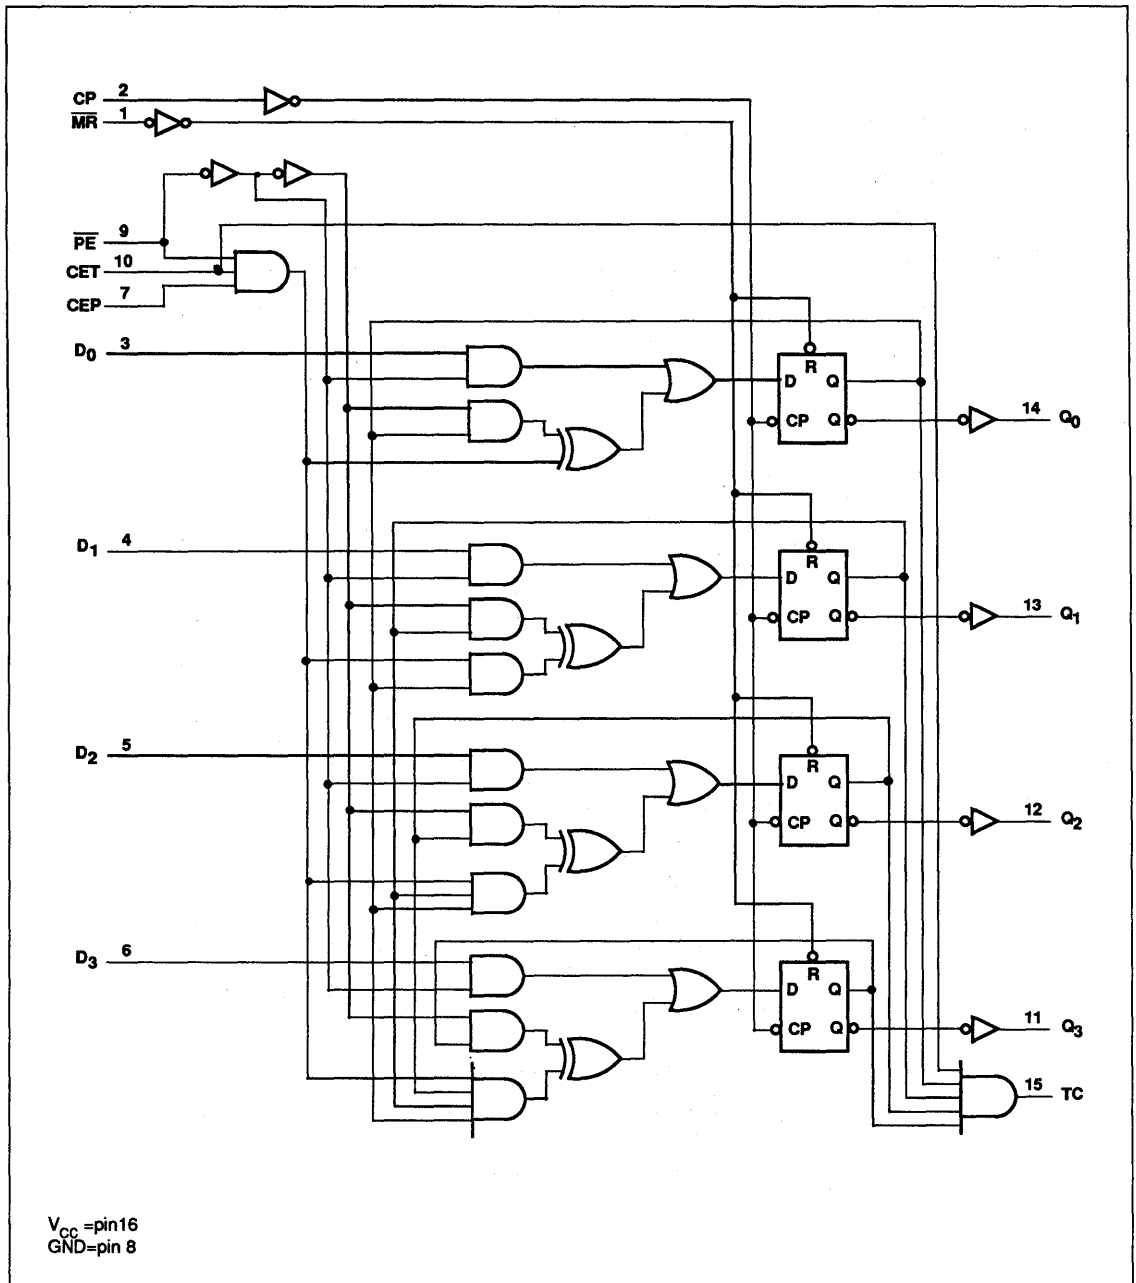 CP 2
MR 1
PE 9
CET 10
CEP 7
D0 3
R
D Q
CP Q 14 Q0
D1 4
R
D Q
CP Q 13 Q1
D2 5
R
D Q
CP Q 12 Q2
D3 6
R
D Q
CP Q 11 Q3
15 TC
VCC =pin16
GND=pin 8